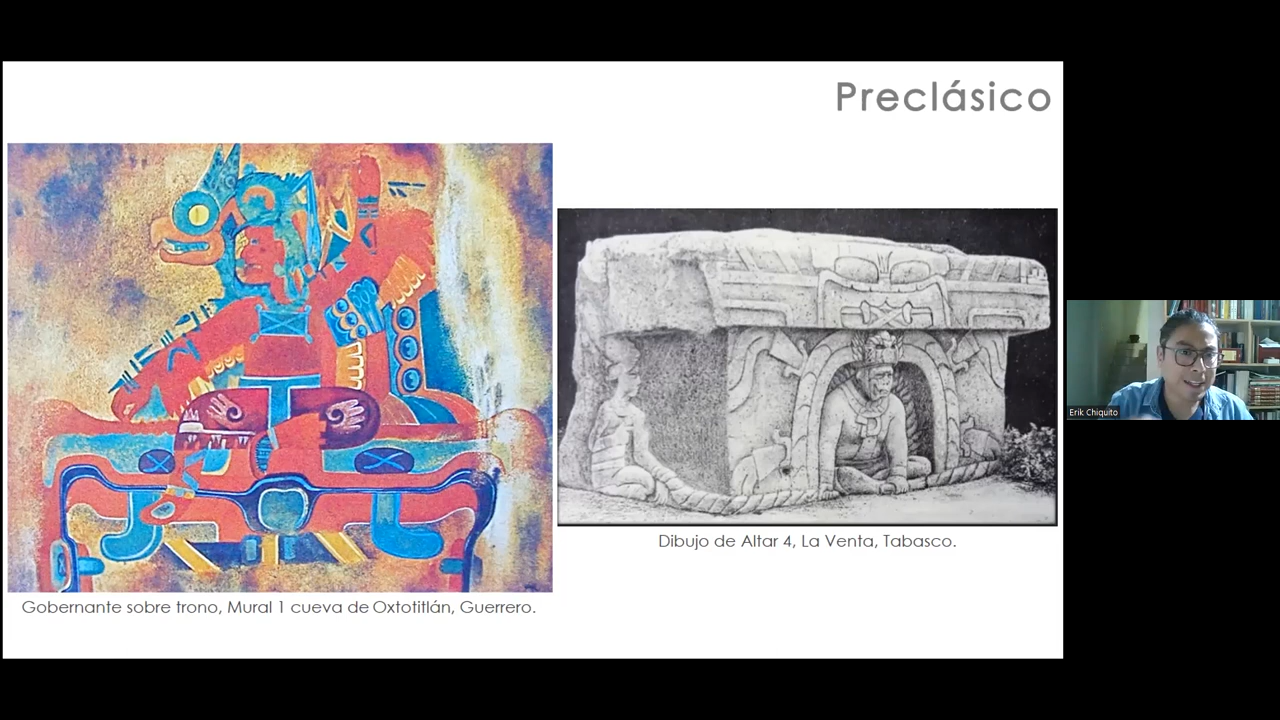 Preclásico
Gobernante sobre trono, Mural 1 cueva de Oxtotitlán, Guerrero.
Dibujo de Altar 4, La Venta, Tabasco.
Erik Chiquito